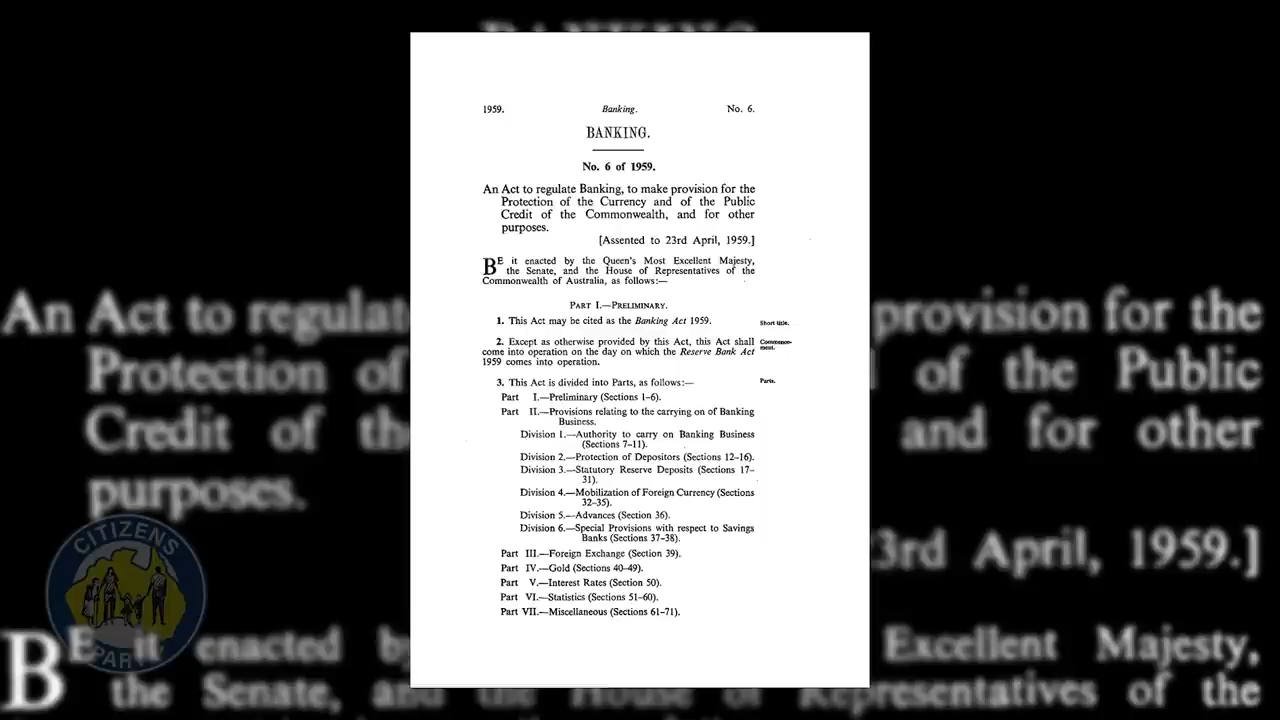 1959. Banking. No. 6.
BANKING.
No. 6 of 1959.
An Act to regulate Banking, to make provision for the
Protection of the Currency and of the Public
Credit of the Commonwealth, and for other
purposes.
[Assented to 23rd April, 1959.]
BE it enacted by the Queen's Most Excellent Majesty,
the Senate, and the House of Representatives of the
Commonwealth of Australia, as follows:—
PART I.—PRELIMINARY.
1. This Act may be cited as the Banking Act 1959.
Short title.
2. Except as otherwise provided by this Act, this Act shall
come into operation on the day on which the Reserve Bank Act
1959 comes into operation.
Commence-
ment.
3. This Act is divided into Parts, as follows:—
Parts.
Part I.—Preliminary (Sections 1-6).
Part II.—Provisions relating to the carrying on of Banking
Business.
Division 1.—Authority to carry on Banking Business
(Sections 7-11).
Division 2.—Protection of Depositors (Sections 12-16).
Division 3.—Statutory Reserve Deposits (Sections 17-
31).
Division 4.—Mobilization of Foreign Currency (Sections
32-35).
Division 5.—Advances (Section 36).
Division 6.—Special Provisions with respect to Savings
Banks (Sections 37-38).
Part III.—Foreign Exchange (Section 39).
Part IV.—Gold (Sections 40-49).
Part V.—Interest Rates (Section 50).
Part VI.—Statistics (Sections 51-60).
Part VII.—Miscellaneous (Sections 61-71).
An Act to regulat
provision for the
Protection of
of the Public
Credit of th
and for other
purposes.
3rd April, 1959.]
BE it enacted by
Excellent Majesty,
the Senate, and the House of Representatives of the
CITIZENS
PARTY